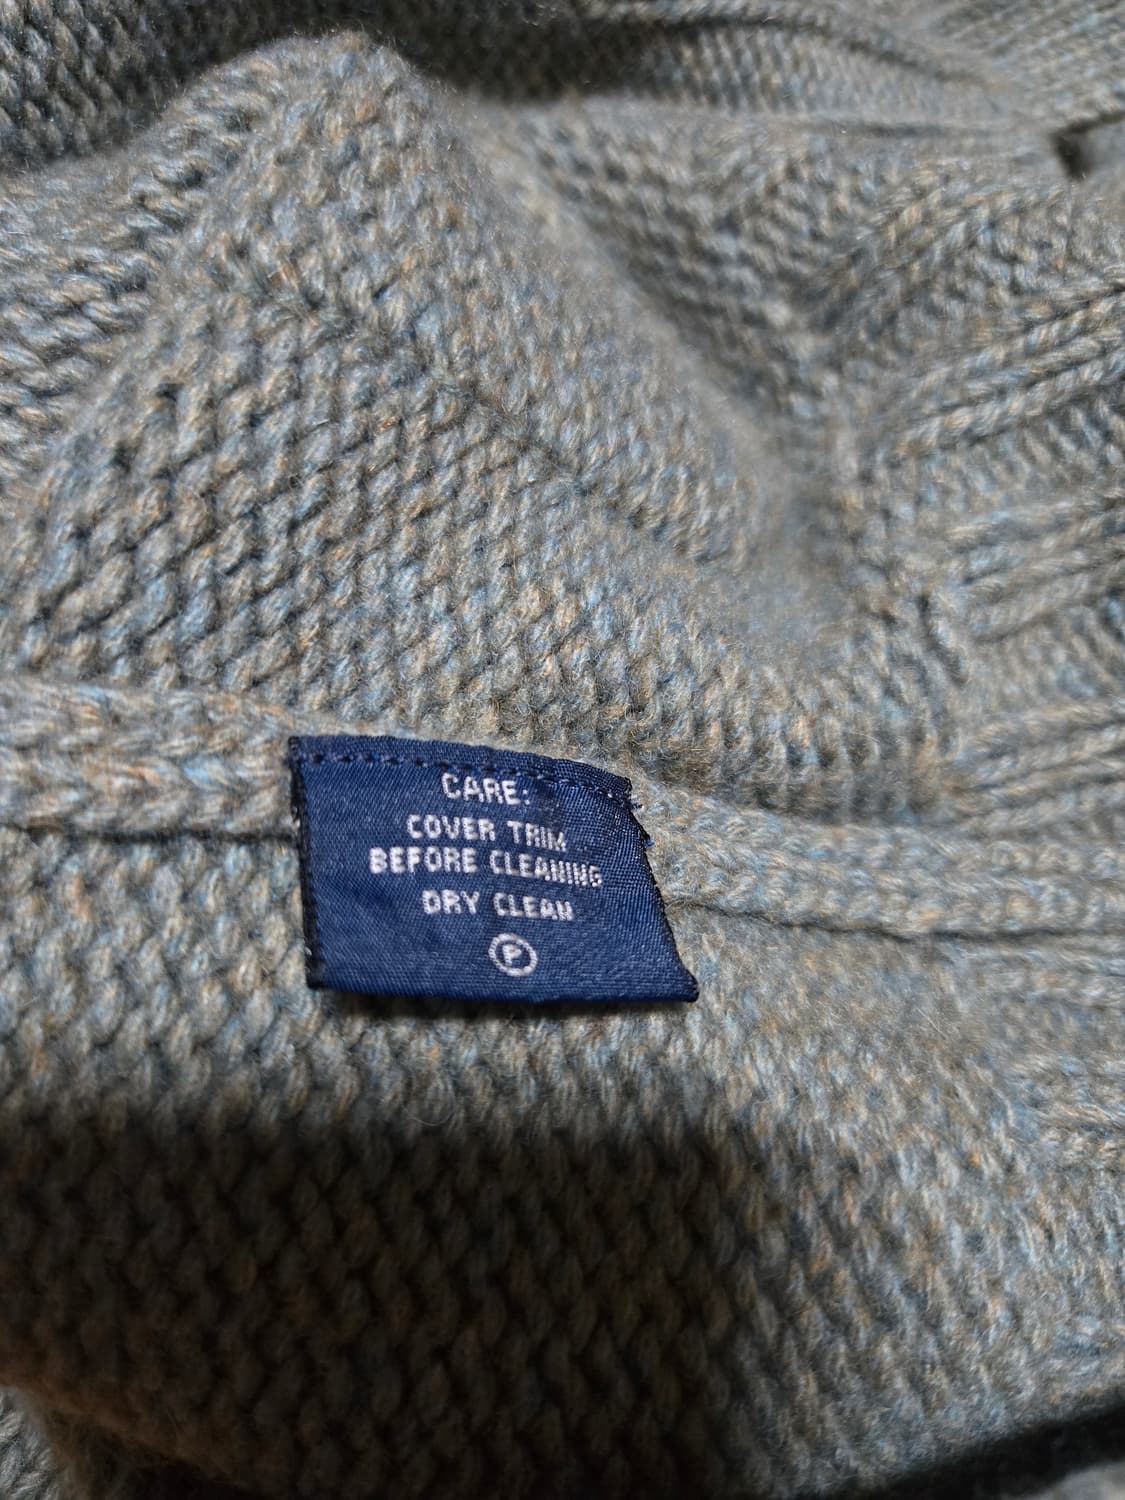 CARE:
COVER TRIM
BEFORE CLEANING
DRY CLEAN
P